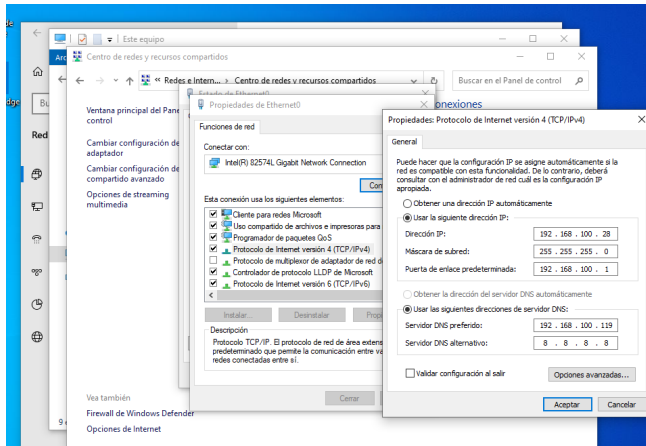 Este equipo
Centro de redes y recursos compartidos
Redes e Intern... > Centro de redes y recursos compartidos
Buscar en el Panel de control
Red
Ventana principal del Pane
control
Cambiar configuración de
adaptador
Cambiar configuración de
compartido avanzado
Opciones de streaming
multimedia
Vea también
Firewall de Windows Defender
Opciones de Internet
Estado de Ethernet0
Propiedades de Ethernet0
onexiones
Funciones de red
Conectar con:
Intel(R) 82574L Gigabit Network Connection
Con
Esta conexión usa los siguientes elementos:
Cliente para redes Microsoft
Uso compartido de archivos e impresoras para
Programador de paquetes QoS
Protocolo de Internet versión 4 (TCP/IPv4)
Protocolo de multiplexor de adaptador de red d
Controlador de protocolo LLDP de Microsoft
Protocolo de Internet versión 6 (TCP/IPv6)
Instalar...
Desinstalar
Propi
Descripción
Protocolo TCP/IP. El protocolo de red de área extens
predeterminado que permite la comunicación entre va
redes conectadas entre sí.
Cerrar
Propiedades: Protocolo de Internet versión 4 (TCP/IPv4)
General
Puede hacer que la configuración IP se asigne automáticamente si la
red es compatible con esta funcionalidad. De lo contrario, deberá
consultar con el administrador de red cuál es la configuración IP
apropiada.
Obtener una dirección IP automáticamente
Usar la siguiente dirección IP:
Dirección IP: 192 . 168 . 100 . 28
Máscara de subred: 255 . 255 . 255 . 0
Puerta de enlace predeterminada: 192 . 168 . 100 . 1
Obtener la dirección del servidor DNS automáticamente
Usar las siguientes direcciones de servidor DNS:
Servidor DNS preferido: 192 . 168 . 100 . 119
Servidor DNS alternativo: 8 . 8 . 8 . 8
Validar configuración al salir
Opciones avanzadas...
Aceptar
Cancelar